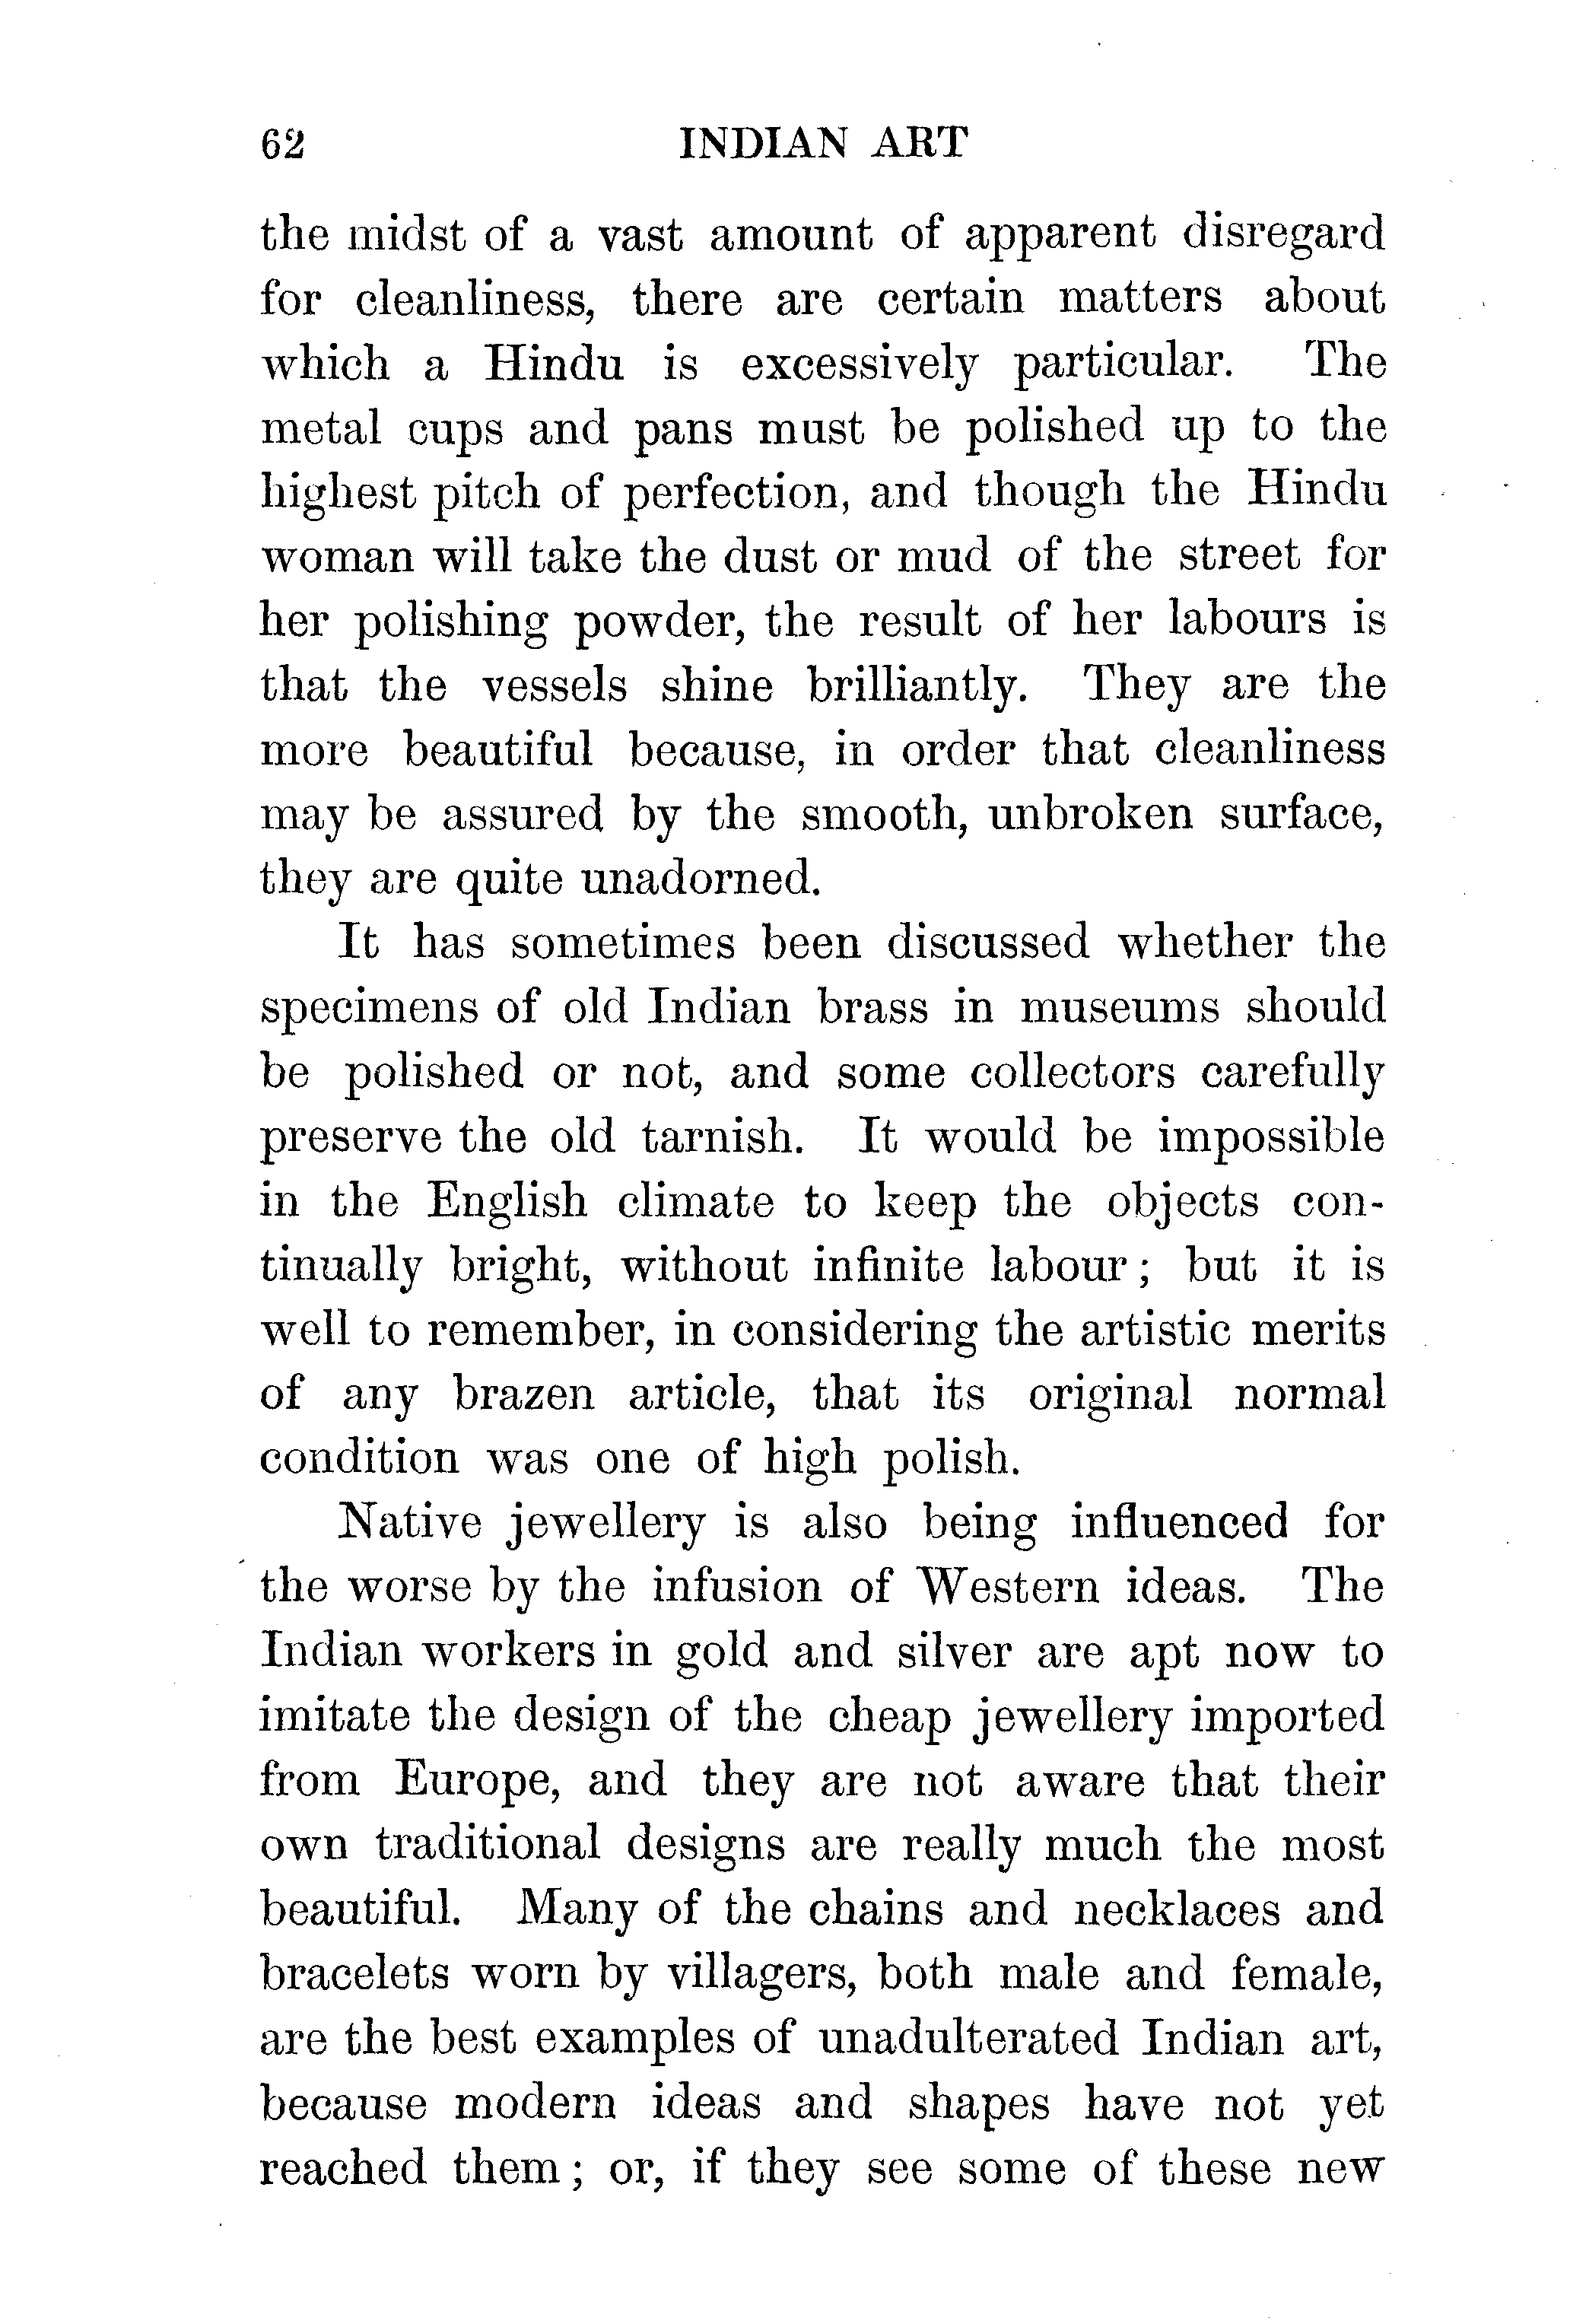 62 INDIAN ART
the midst of a vast amount of apparent disregard
for cleanliness, there are certain matters about
which a Hindu is excessively particular. The
metal cups and pans must be polished up to the
highest pitch of perfection, and though the Hindu
woman will take the dust or mud of the street for
her polishing powder, the result of her labours is
that the vessels shine brilliantly. They are the
more beautiful because, in order that cleanliness
may be assured by the smooth, unbroken surface,
they are quite unadorned.
It has sometimes been discussed whether the
specimens of old Indian brass in museums should
be polished or not, and some collectors carefully
preserve the old tarnish. It would be impossible
in the English climate to keep the objects con-
tinually bright, without infinite labour; but it is
well to remember, in considering the artistic merits
of any brazen article, that its original normal
condition was one of high polish.
Native jewellery is also being influenced for
the worse by the infusion of Western ideas. The
Indian workers in gold and silver are apt now to
imitate the design of the cheap jewellery imported
from Europe, and they are not aware that their
own traditional designs are really much the most
beautiful. Many of the chains and necklaces and
bracelets worn by villagers, both male and female,
are the best examples of unadulterated Indian art,
because modern ideas and shapes have not yet
reached them; or, if they see some of these new